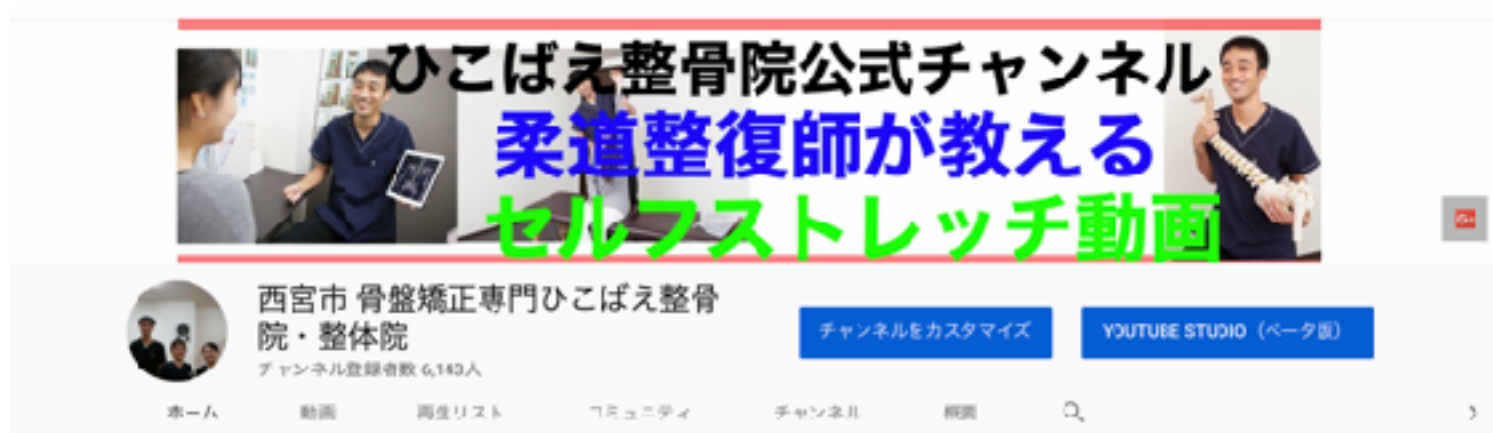 ひこばえ整骨院公式チャンネル
柔道整復師が教える
セルフストレッチ動画
西宮市 骨盤矯正専門ひこばえ整骨
院・整体院
チャンネル登録者数
チャンネルをカスタマイズ
YOUTUBE STUDIO（ベータ版）
ホーム 動画 再生リスト コミュニティ チャンネル 概要